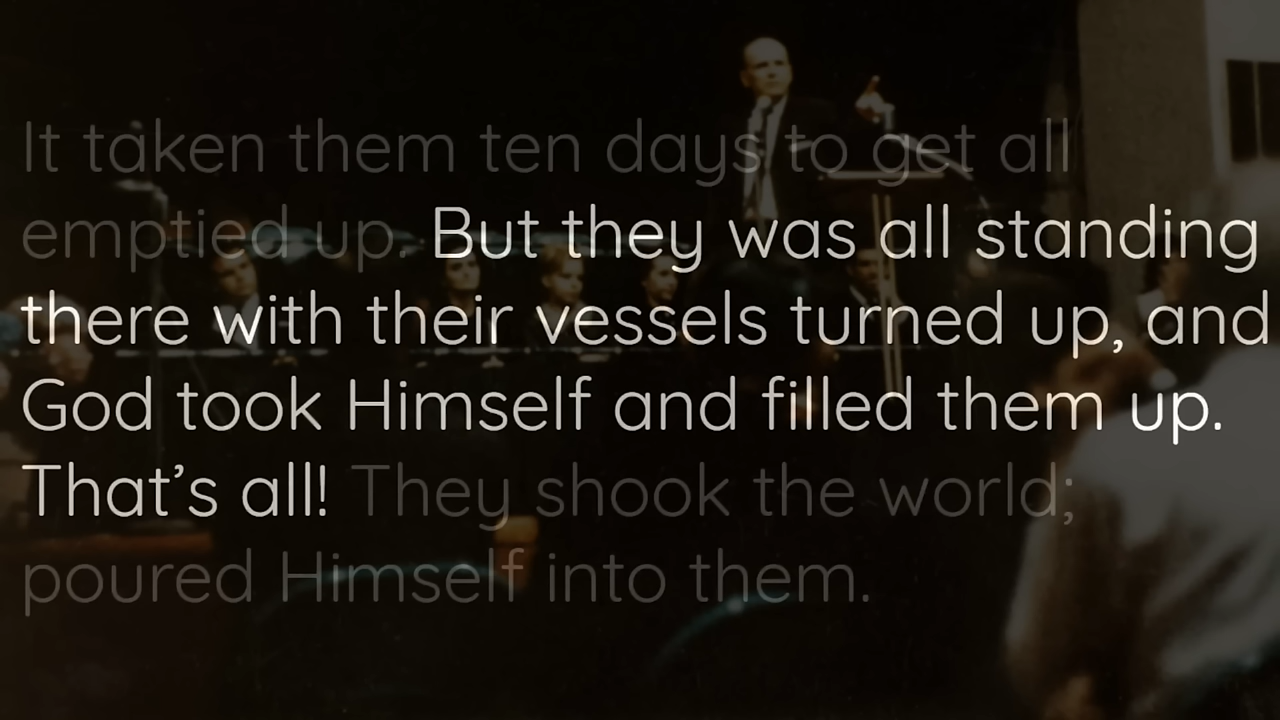 It taken them ten days to get all
emptied up. But they was all standing
there with their vessels turned up, and
God took Himself and filled them up.
That’s all! They shook the world;
poured Himself into them.